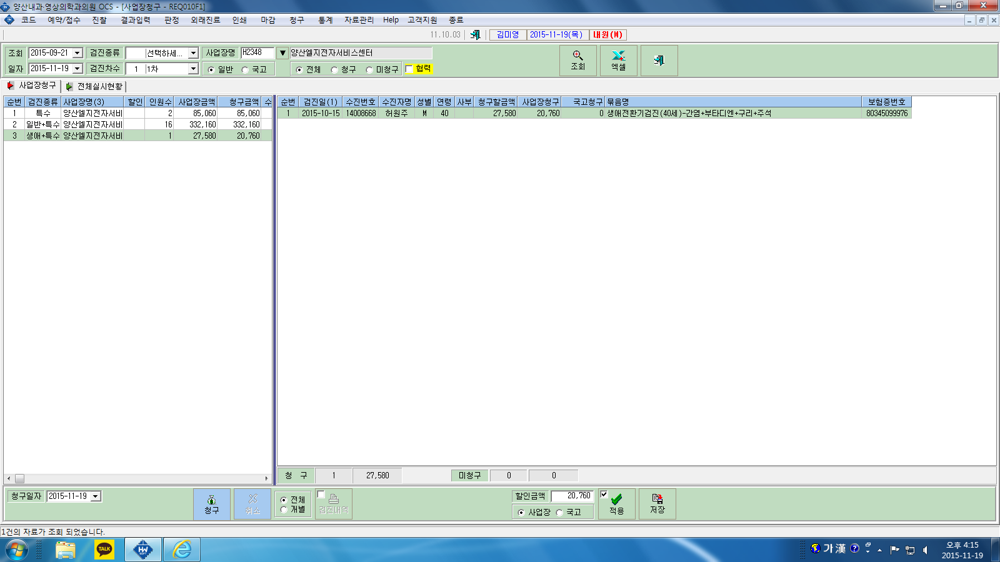 양산내과·영상의학과의원 OCS - [사업장청구 - REQ010F1]
코드 예약/접수 진찰 결과입력 판정 외래진료 인쇄 마감 청구 통계 자료관리 Help 고객지원 종료
11.10.03 김미영 2015-11-19(목) 내원(M)
조회 2015-09-21 검진종류 선택하세... 사업장명 H2348 ▼ 양산엘지전자서비스센터
일자 2015-11-19 검진차수 1 1차 일반 국고 전체 청구 미청구 협력
조회 엑셀
사업장청구 전체실시현황
순번 검진종류 사업장명(3) 할인 인원수 사업장금액 청구금액 수
1 특수 양산엘지전자서비 2 85,060 85,060
2 일반+특수 양산엘지전자서비 16 332,160 332,160
3 생애+특수 양산엘지전자서비 1 27,580 20,760
순번 검진일(1) 수진번호 수진자명 성별 연령 사부 청구할금액 사업장청구 국고청구 묶음명 보험증번호
1 2015-10-15 14008668 허원주 M 40 27,580 20,760 0 생애전환기검진(40세)-간염+부타디엔+구리+주석 80345099976
청 구 1 27,580 미청구 0 0
청구일자 2015-11-19 청구 취소 전체 개별 검진내역 할인금액 20,760 사업장 국고 적용 저장
1건의 자료가 조회 되었습니다.
TALK HW SOFT 가 漢 오후 4:15
2015-11-19